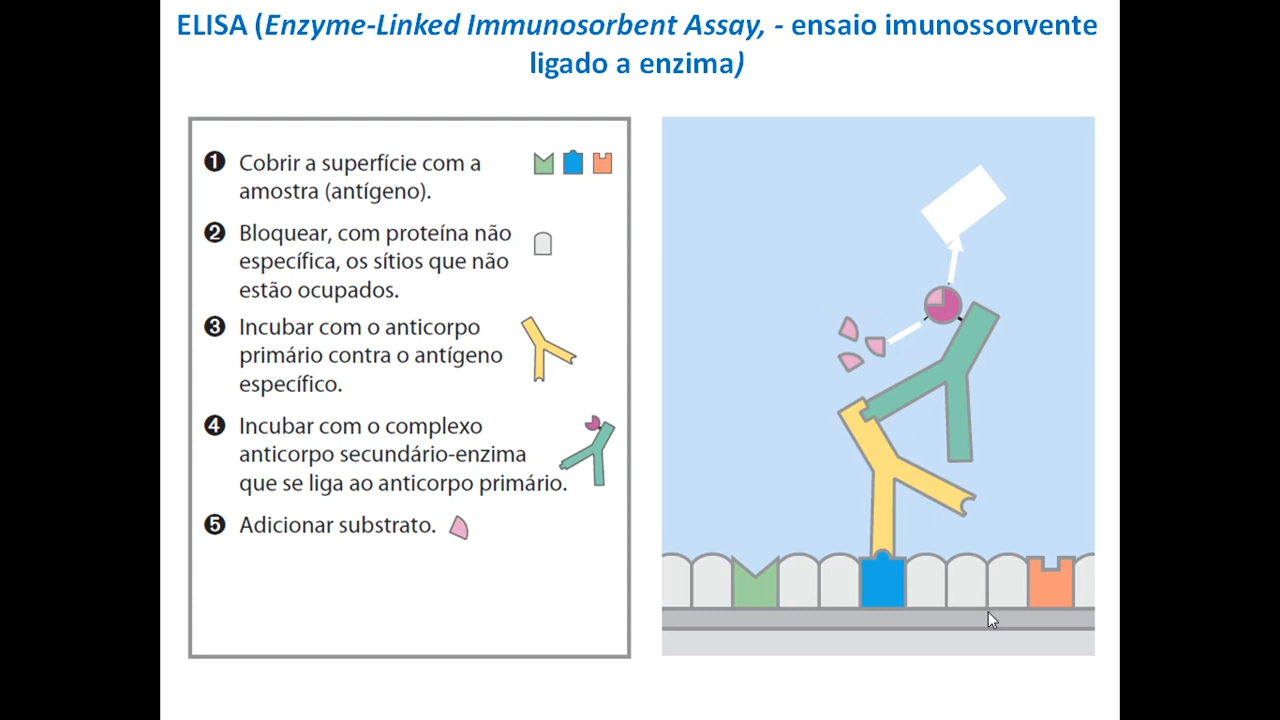 ELISA (Enzyme-Linked Immunosorbent Assay, - ensaio imunossorvente
ligado a enzima)
❶ Cobrir a superfície com a
amostra (antígeno).
❷ Bloquear, com proteína não
específica, os sítios que não
estão ocupados.
❸ Incubar com o anticorpo
primário contra o antígeno
específico.
❹ Incubar com o complexo
anticorpo secundário-enzima
que se liga ao anticorpo primário.
❺ Adicionar substrato.